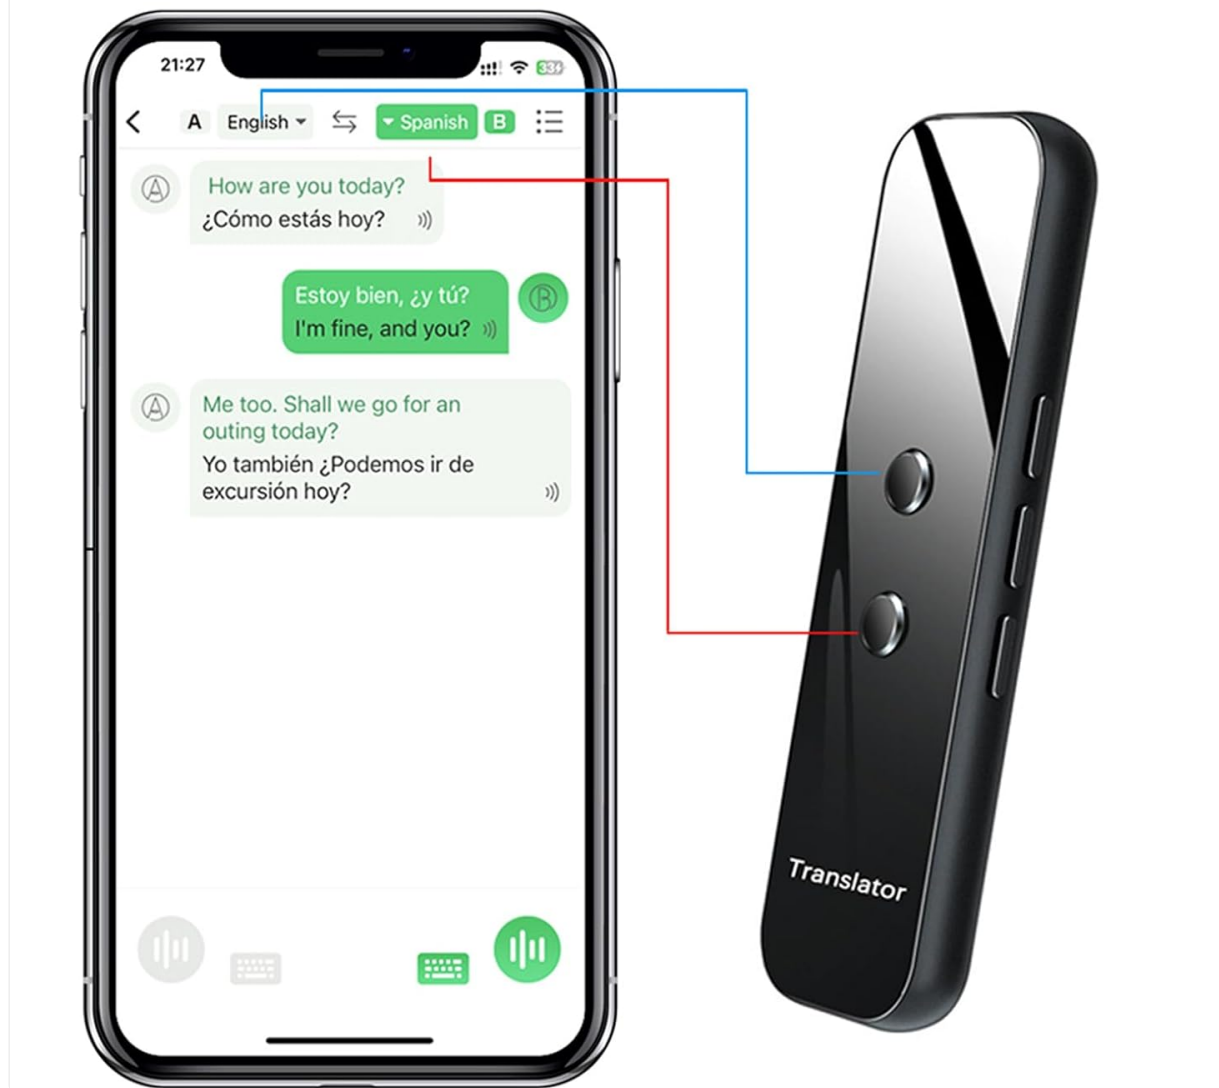 21:27
33
A English Spanish B
How are you today?
¿Cómo estás hoy?
Estoy bien, ¿y tú?
B
I'm fine, and you?
A
Me too. Shall we go for an
outing today?
Yo también ¿Podemos ir de
excursión hoy?
A
Translator